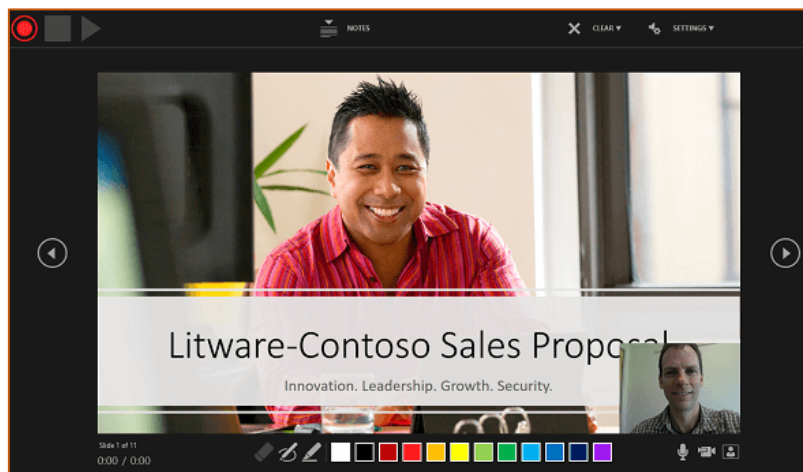 NOTES
CLEAR
SETTINGS
Litware-Contoso Sales Proposal
Innovation. Leadership. Growth. Security.
Slide 1 of 11
0:00 / 0:00